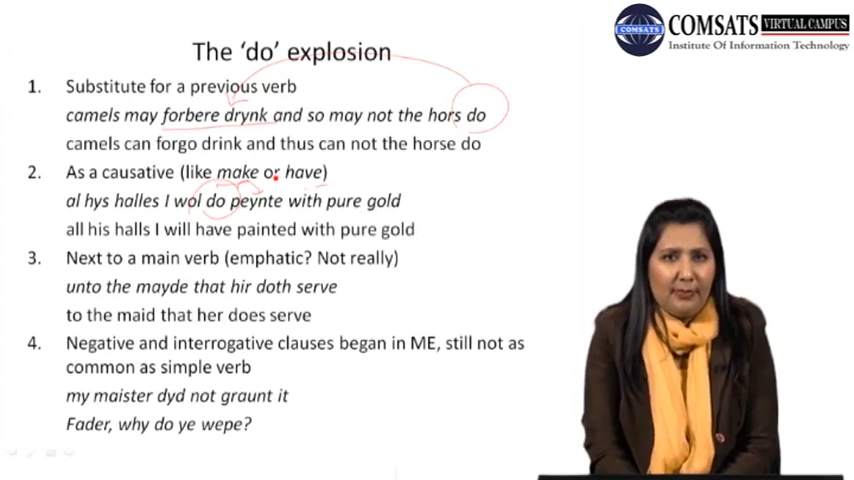 COMSATS
COMSATS VIRTUAL CAMPUS
Institute Of Information Technology
The 'do' explosion
1. Substitute for a previous verb
camels may forbere drynk and so may not the hors do
camels can forgo drink and thus can not the horse do
2. As a causative (like make or have)
al hys halles I wol do peynte with pure gold
all his halls I will have painted with pure gold
3. Next to a main verb (emphatic? Not really)
unto the mayde that hir doth serve
to the maid that her does serve
4. Negative and interrogative clauses began in ME, still not as
common as simple verb
my maister dyd not graunt it
Fader, why do ye wepe?